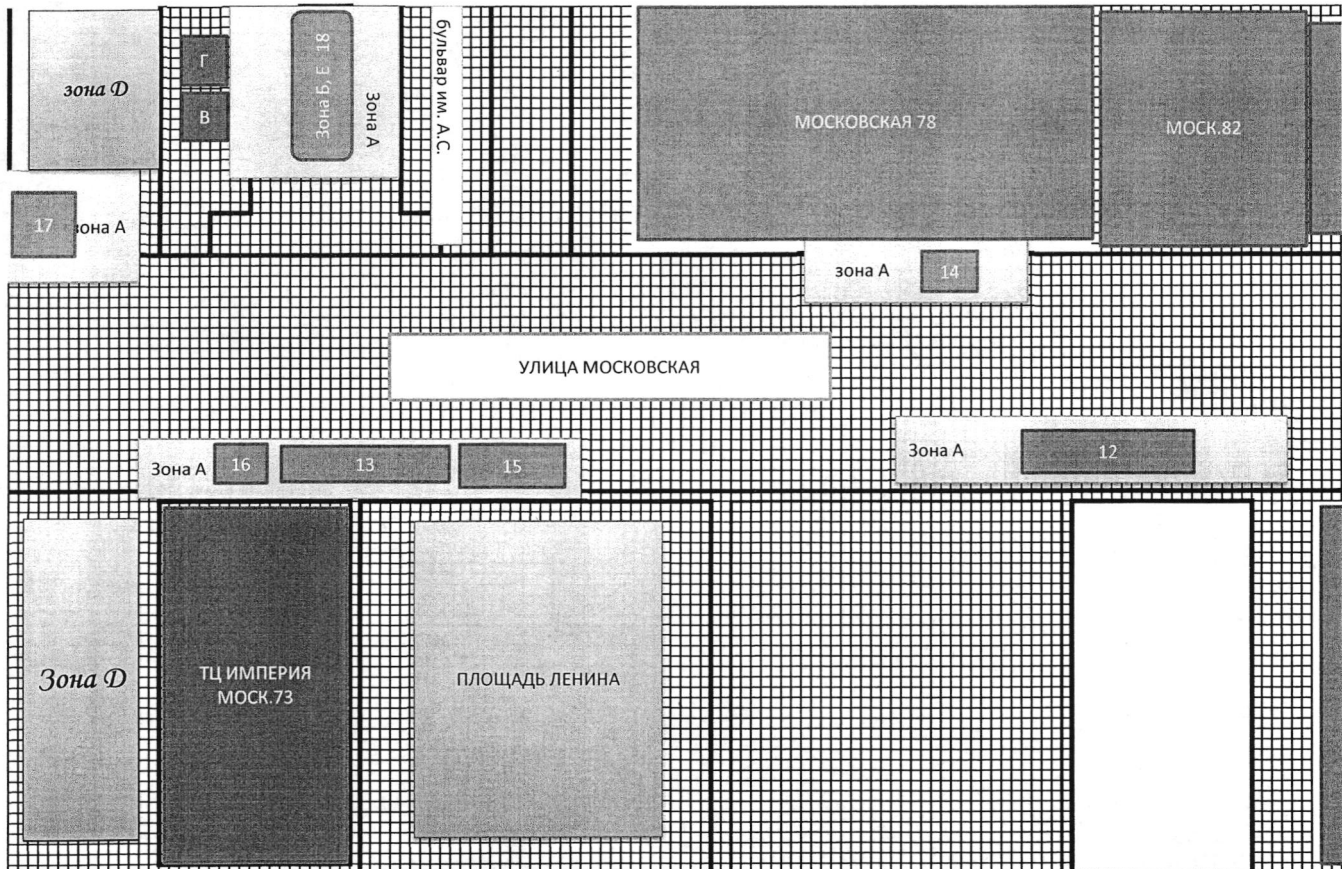 зона D
Г
В
Зона Б, Е 18
Зона А
бульвар им. А.С.
МОСКОВСКАЯ 78
МОСК.82
17
зона А
зона А
14
УЛИЦА МОСКОВСКАЯ
Зона А
16
13
15
Зона А
12
Зона D
ТЦ ИМПЕРИЯ
МОСК.73
ПЛОЩАДЬ ЛЕНИНА